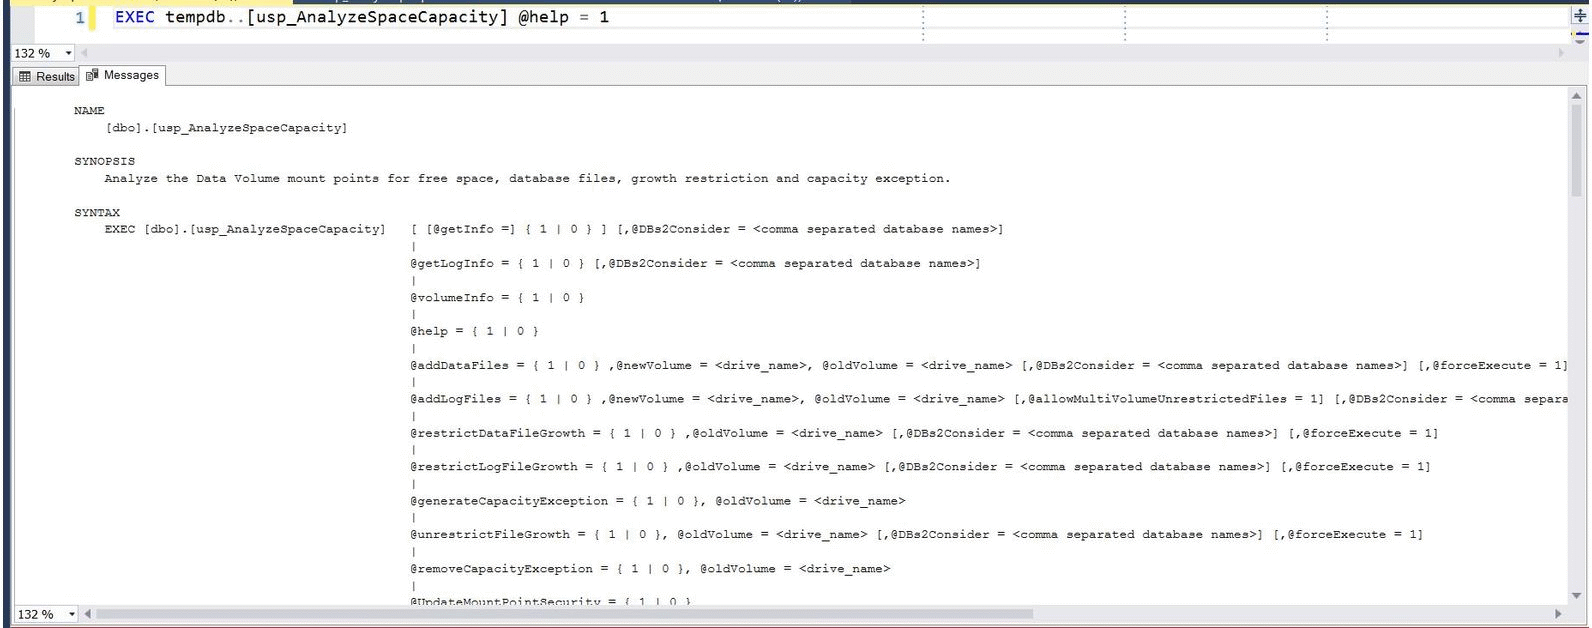 1 EXEC tempdb..[usp_AnalyzeSpaceCapacity] @help = 1
132 %
Results Messages
NAME
[dbo].[usp_AnalyzeSpaceCapacity]
SYNOPSIS
Analyze the Data Volume mount points for free space, database files, growth restriction and capacity exception.
SYNTAX
EXEC [dbo].[usp_AnalyzeSpaceCapacity] [ [@getInfo =] { 1 | 0 } ] [,@DBs2Consider = <comma separated database names>]
|
@getLogInfo = { 1 | 0 } [,@DBs2Consider = <comma separated database names>]
|
@volumeInfo = { 1 | 0 }
|
@help = { 1 | 0 }
|
@addDataFiles = { 1 | 0 } ,@newVolume = <drive_name>, @oldVolume = <drive_name> [,@DBs2Consider = <comma separated database names>] [,@forceExecute = 1]
|
@addLogFiles = { 1 | 0 } ,@newVolume = <drive_name>, @oldVolume = <drive_name> [,@allowMultiVolumeUnrestrictedFiles = 1] [,@DBs2Consider = <comma separa
|
@restrictDataFileGrowth = { 1 | 0 } ,@oldVolume = <drive_name> [,@DBs2Consider = <comma separated database names>] [,@forceExecute = 1]
|
@restrictLogFileGrowth = { 1 | 0 } ,@oldVolume = <drive_name> [,@DBs2Consider = <comma separated database names>] [,@forceExecute = 1]
|
@generateCapacityException = { 1 | 0 }, @oldVolume = <drive_name>
|
@unrestrictFileGrowth = { 1 | 0 }, @oldVolume = <drive_name> [,@DBs2Consider = <comma separated database names>] [,@forceExecute = 1]
|
@removeCapacityException = { 1 | 0 }, @oldVolume = <drive_name>
|
@UpdateMountPointSecurity = { 1 | 0 }
132 %